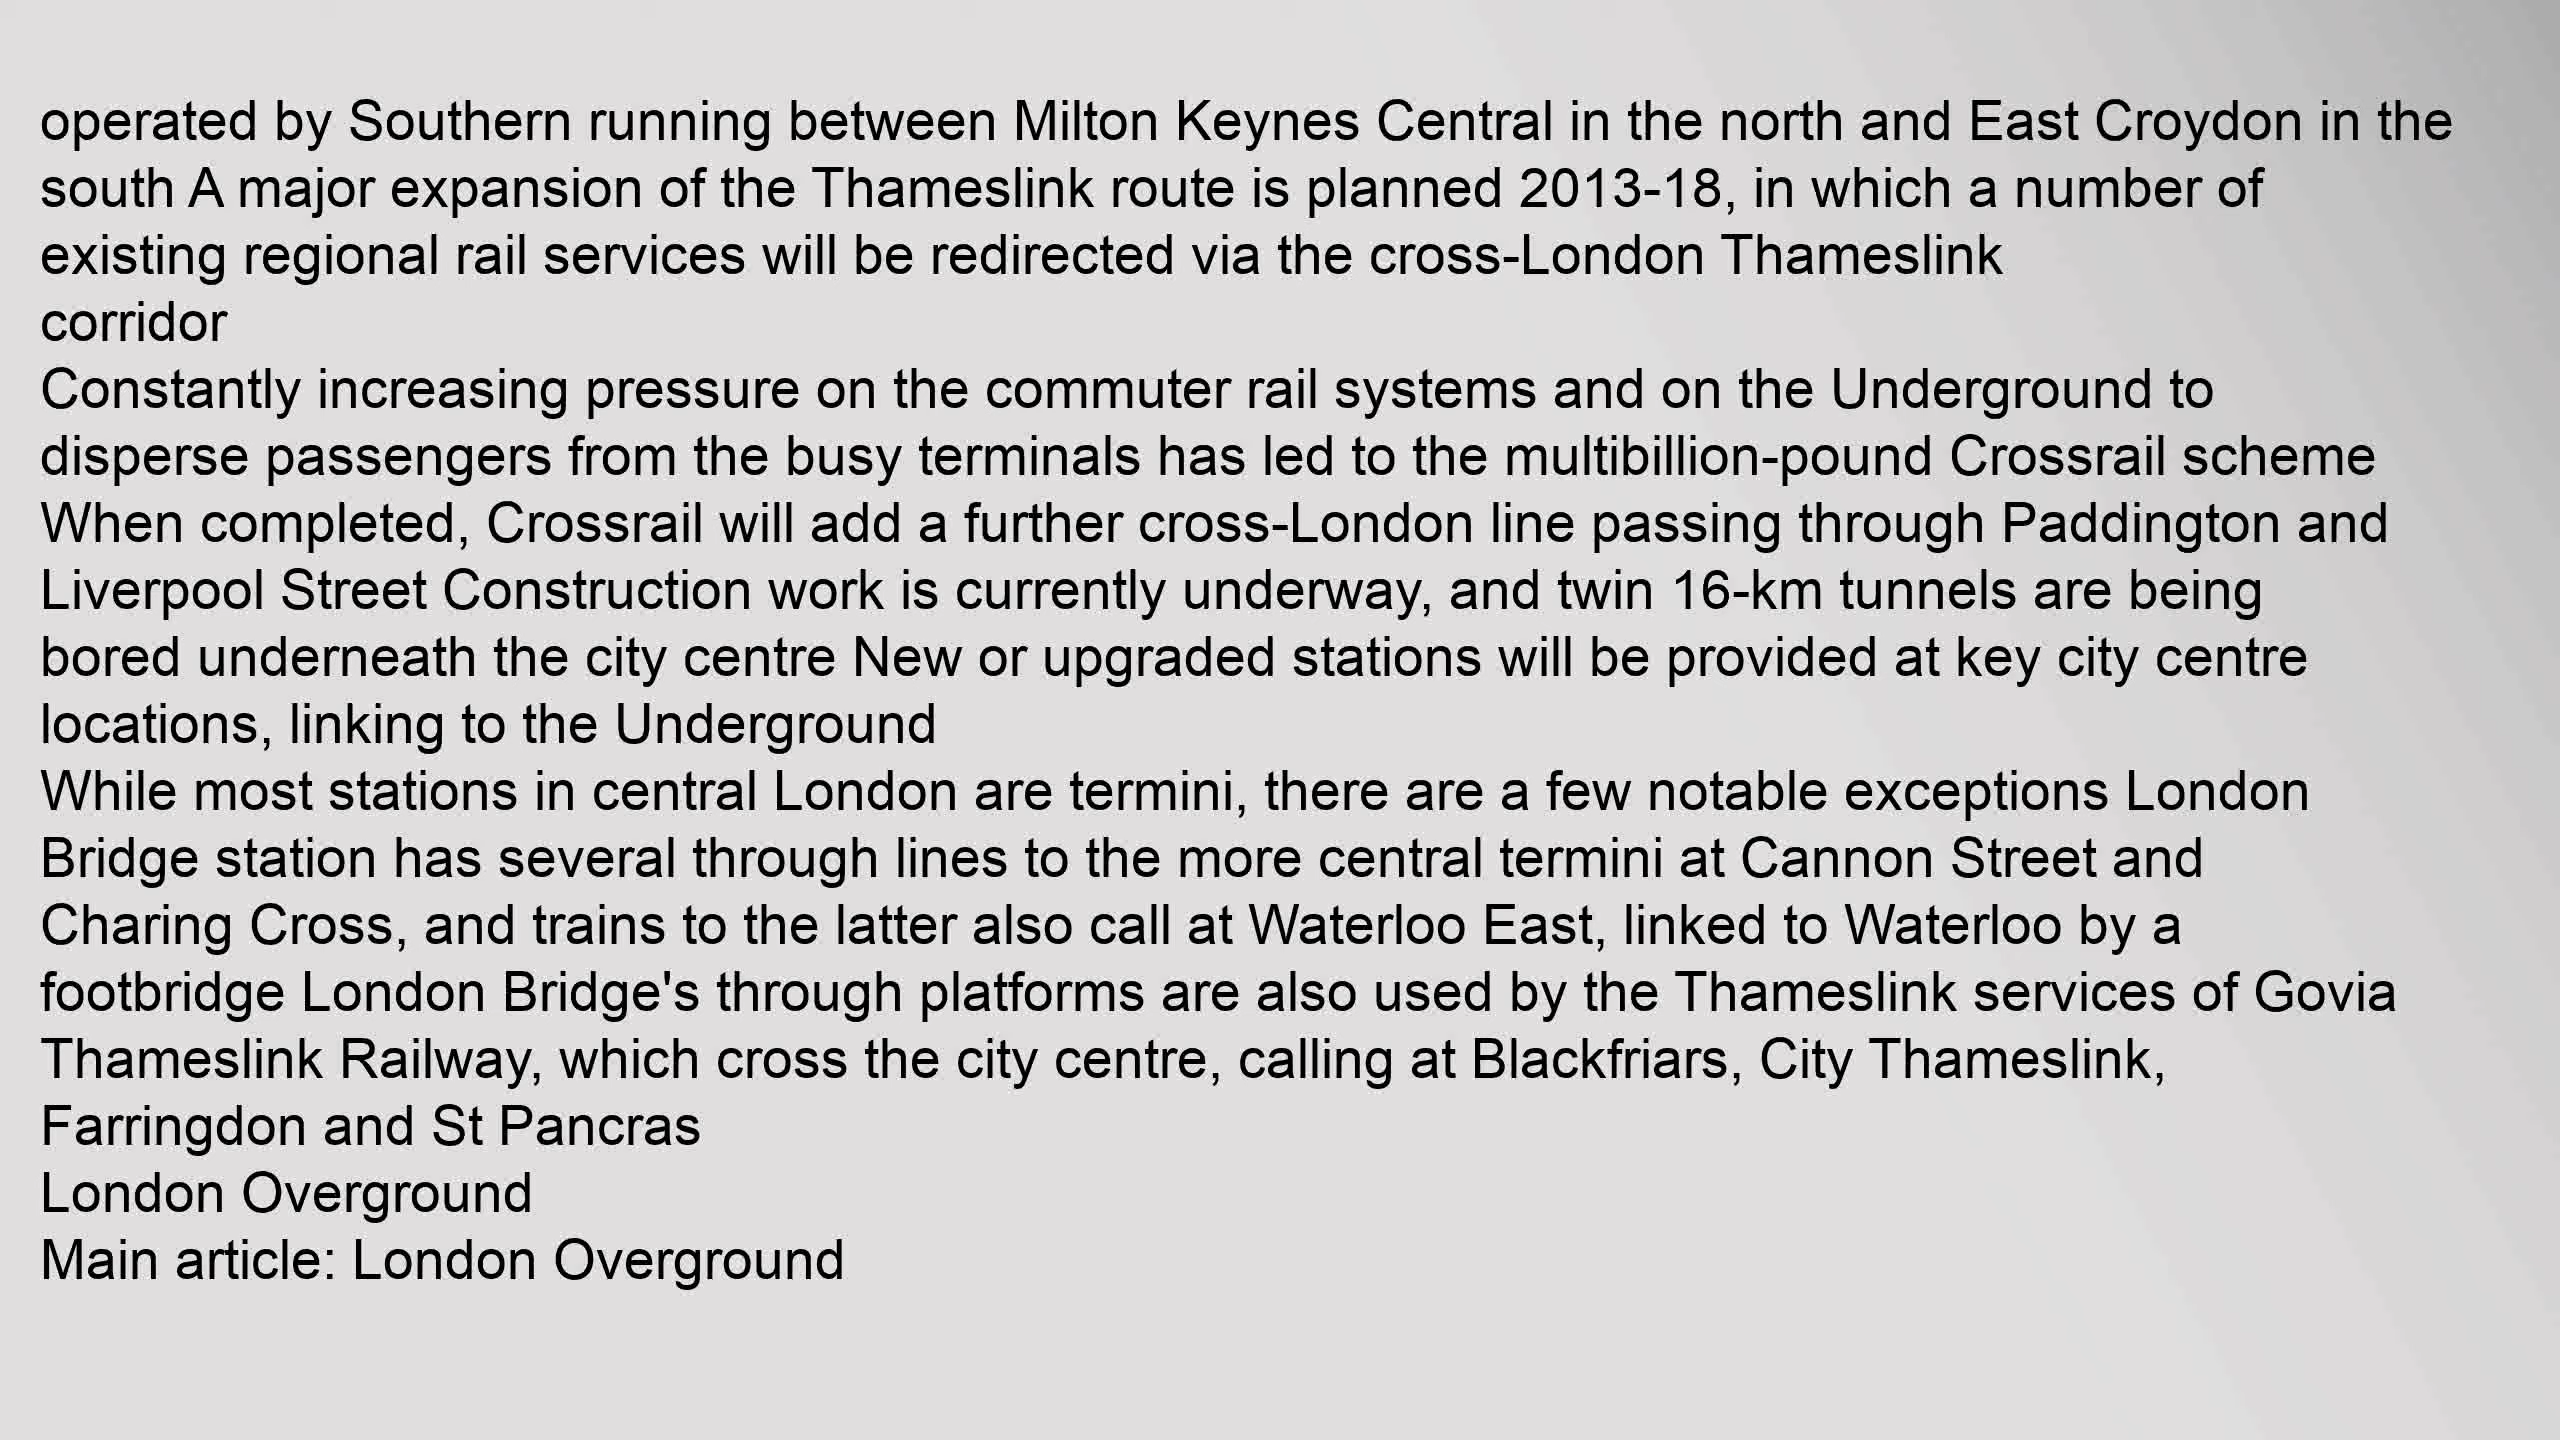 operated by Southern running between Milton Keynes Central in the north and East Croydon in the
south A major expansion of the Thameslink route is planned 2013-18, in which a number of
existing regional rail services will be redirected via the cross-London Thameslink
corridor
Constantly increasing pressure on the commuter rail systems and on the Underground to
disperse passengers from the busy terminals has led to the multibillion-pound Crossrail scheme
When completed, Crossrail will add a further cross-London line passing through Paddington and
Liverpool Street Construction work is currently underway, and twin 16-km tunnels are being
bored underneath the city centre New or upgraded stations will be provided at key city centre
locations, linking to the Underground
While most stations in central London are termini, there are a few notable exceptions London
Bridge station has several through lines to the more central termini at Cannon Street and
Charing Cross, and trains to the latter also call at Waterloo East, linked to Waterloo by a
footbridge London Bridge's through platforms are also used by the Thameslink services of Govia
Thameslink Railway, which cross the city centre, calling at Blackfriars, City Thameslink,
Farringdon and St Pancras
London Overground
Main article: London Overground